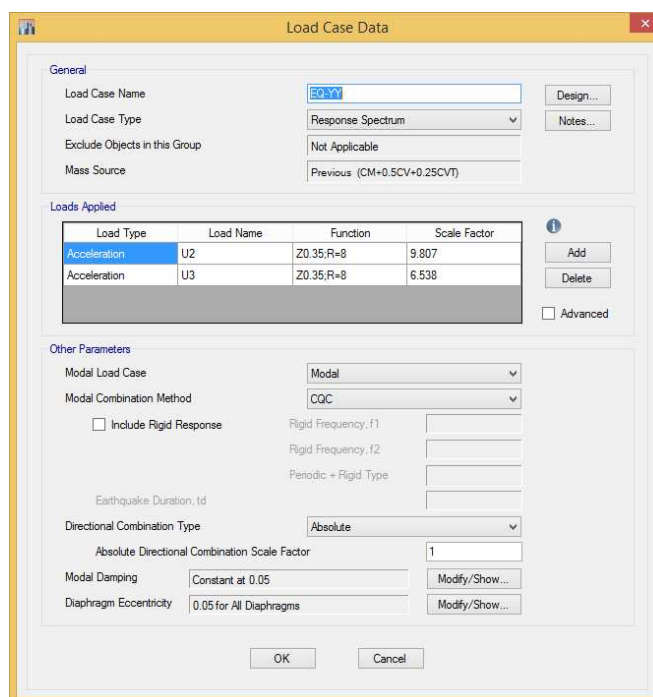 Load Case Data
General
Load Case Name EQ-YY Design...
Load Case Type Response Spectrum Notes...
Exclude Objects in this Group Not Applicable
Mass Source Previous (CM+0.5CV+0.25CVT)
Loads Applied
Load Type Load Name Function Scale Factor
Acceleration U2 Z0.35;R=8 9.807 Add
Acceleration U3 Z0.35;R=8 6.538 Delete
Advanced
Other Parameters
Modal Load Case Modal
Modal Combination Method CQC
Include Rigid Response Rigid Frequency, f1
Rigid Frequency, f2
Periodic + Rigid Type
Earthquake Duration, td
Directional Combination Type Absolute
Absolute Directional Combination Scale Factor 1
Modal Damping Constant at 0.05 Modify/Show...
Diaphragm Eccentricity 0.05 for All Diaphragms Modify/Show...
OK Cancel